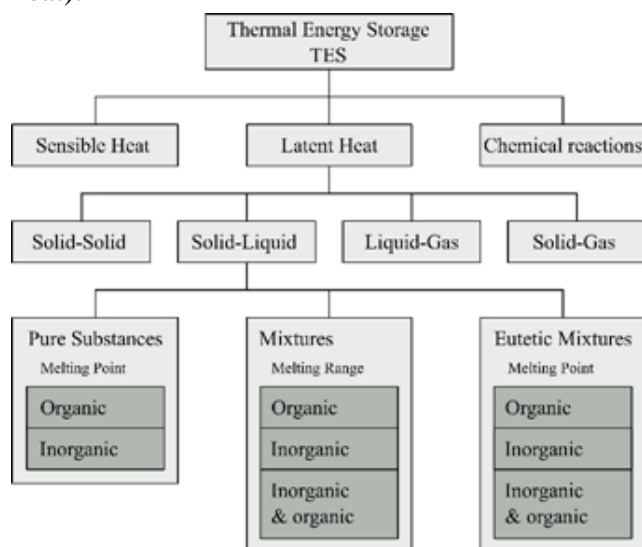 Thermal Energy Storage
TES
Sensible Heat
Latent Heat
Chemical reactions
Solid-Solid
Solid-Liquid
Liquid-Gas
Solid-Gas
Pure Substances
Melting Point
Organic
Inorganic
Mixtures
Melting Range
Organic
Inorganic
Inorganic
& organic
Eutetic Mixtures
Melting Point
Organic
Inorganic
Inorganic
& organic